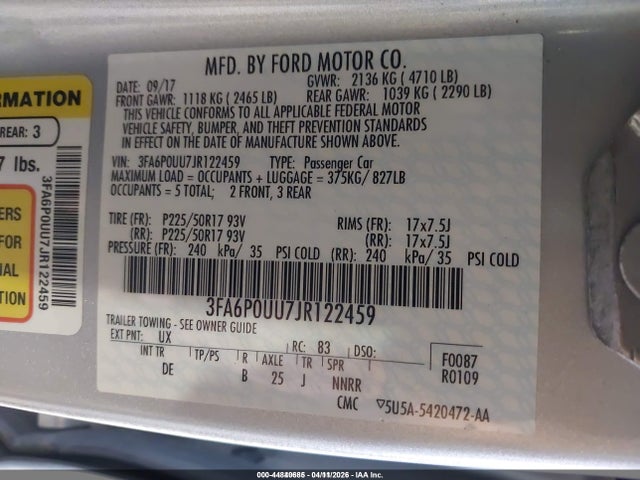 RMATION
REAR: 3
7 lbs.
ERS
FOR
NAL
TION
3FA6P0UU7JR122459
MFD. BY FORD MOTOR CO.
DATE: 09/17 GVWR: 2136 KG ( 4710 LB)
FRONT GAWR: 1118 KG ( 2465 LB) REAR GAWR: 1039 KG ( 2290 LB)
THIS VEHICLE CONFORMS TO ALL APPLICABLE FEDERAL MOTOR
VEHICLE SAFETY, BUMPER, AND THEFT PREVENTION STANDARDS
IN EFFECT ON THE DATE OF MANUFACTURE SHOWN ABOVE.
VIN: 3FA6P0UU7JR122459 TYPE: Passenger Car
MAXIMUM LOAD = OCCUPANTS + LUGGAGE = 375KG/ 827LB
OCCUPANTS = 5 TOTAL; 2 FRONT, 3 REAR
TIRE (FR): P225/50R17 93V RIMS (FR): 17x7.5J
(RR): P225/50R17 93V (RR): 17x7.5J
PRESSURE (FR): 240 kPa/ 35 PSI COLD (RR): 240 kPa/ 35 PSI COLD
3FA6P0UU7JR122459
TRAILER TOWING - SEE OWNER GUIDE
EXT PNT: UX RC: 83 DSO: F0087
INT TR TP/PS R AXLE TR SPR R0109
DE B 25 J NNRR
CMC ▽5U5A-5420472-AA
000-44849685 - 04/11/2026 - IAA, Inc.